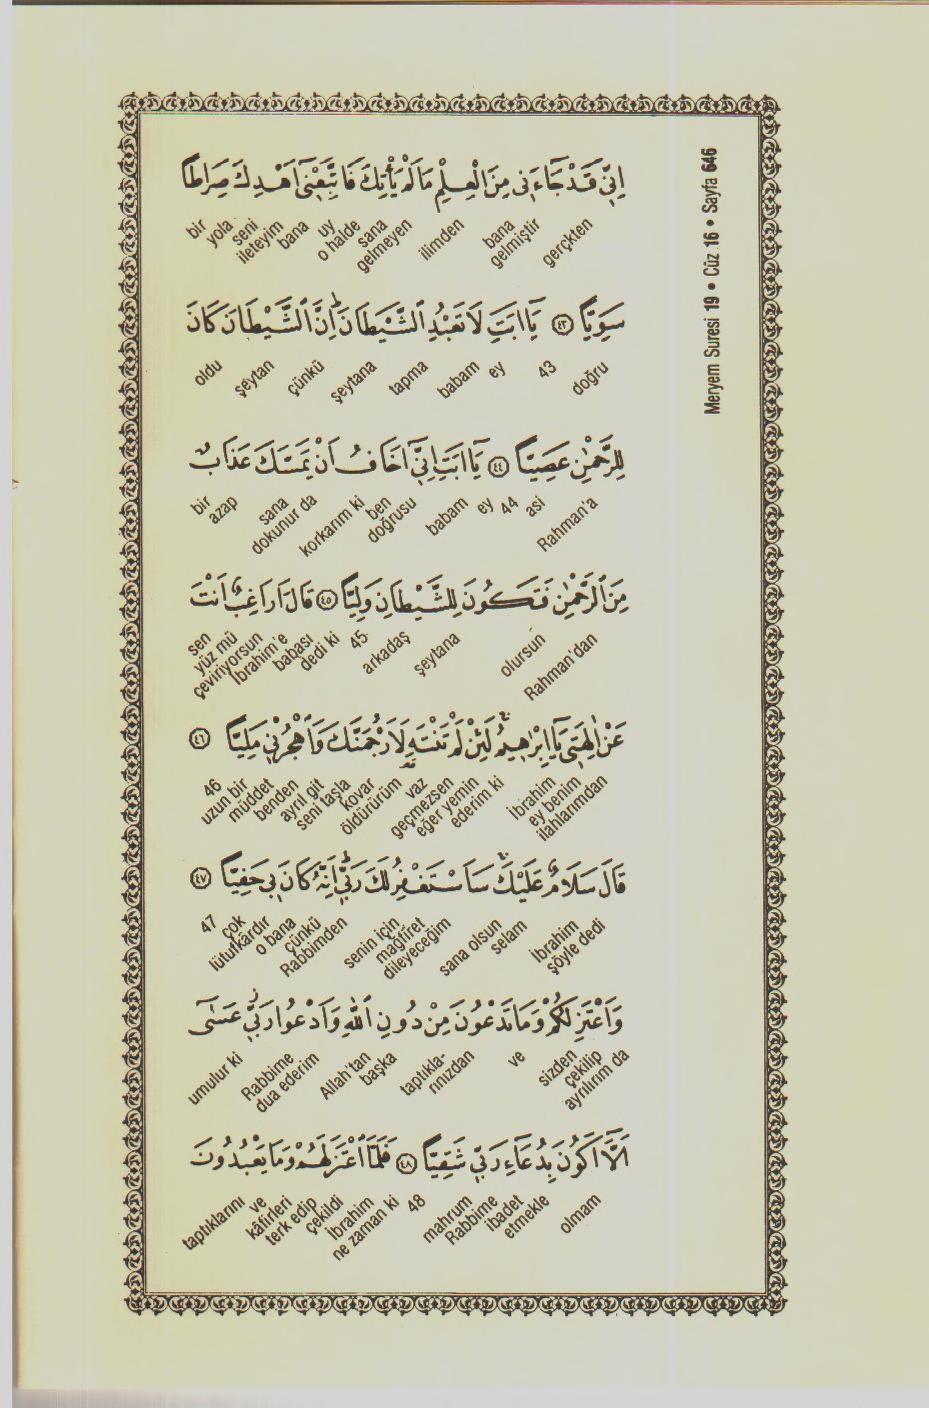 Meryem Suresi 19 • Cüz 16 • Sayfa 646
اِنّ۪ي قَدْ جَٓاءَن۪ي مِنَ الْعِلْمِ مَا لَمْ يَأْتِكَ فَاتَّبِعْن۪ٓي اَهْدِكَ صِرَاطًا
gerçkten
bana gelmiştir
ilimden
sana gelmeyen
uy o halde
bana
seni ileteyim
yola
bir
سَوِيًّا ﴿٤٣﴾ يَٓا اَبَتِ لَا تَعْبُدِ الشَّيْطَانَ اِنَّ الشَّيْطَانَ كَانَ
doğru
43
ey
babam
tapma
şeytana
çünkü
şeytan
oldu
لِلرَّحْمٰنِ عَصِيًّا ﴿٤٤﴾ يَٓا اَبَتِ اِنّ۪ٓي اَخَافُ اَنْ يَمَسَّكَ عَذَابٌ
Rahman'a
asi
44
ey
babam
ben doğrusu
korkarım ki
sana dokunur da
azap
bir
مِنَ الرَّحْمٰنِ فَتَكُونَ لِلشَّيْطَانِ وَلِيًّا ﴿٤٥﴾ قَالَ اَرَاغِبٌ اَنْتَ
Rahman'dan
olursun
şeytana
arkadaş
45
dedi ki
babası
İbrahim'e
yüz mü çeviriyorsun
sen
عَنْ اٰلِهَت۪ي يَٓا اِبْرٰه۪يمُ لَئِنْ لَمْ تَنْتَهِ لَاَرْجُمَنَّكَ وَاهْجُرْن۪ي مَلِيًّا ﴿٤٦﴾
ilahlarımdan
ey benim
İbrahim
eğer yemin ederim ki
vaz geçmezsen
kovar öldürürüm
seni taşla
ayrıl git
benden
müddet
uzun bir
46
قَالَ سَلَامٌ عَلَيْكَ سَاَسْتَغْفِرُ لَكَ رَبّ۪ي اِنَّهُ كَانَ ب۪ي حَفِيًّا ﴿٤٧﴾
şöyle dedi
İbrahim
selam
sana olsun
mağfiret dileyeceğim
senin için
Rabbimden
çünkü
o bana
lütufkârdır
çok
47
وَاَعْتَزِلُكُمْ وَمَا تَدْعُونَ مِنْ دُونِ اللّٰهِ وَاَدْعُوا رَبّ۪ي عَسٰٓى
sizden çekilip ayrılırım da
ve
taptıkla-rınızdan
başka
Allah'tan
dua ederim
Rabbime
umulur ki
اَلَّٓا اَكُونَ بِدُعَٓاءِ رَبّ۪ي شَقِيًّا ﴿٤٨﴾ فَلَمَّا اعْتَزَلَهُمْ وَمَا يَعْبُدُونَ
olmam
ibadet etmekle
Rabbime
mahrum
48
ne zaman ki
İbrahim
çekildi
kâfirleri terk edip
ve
taptıklarını